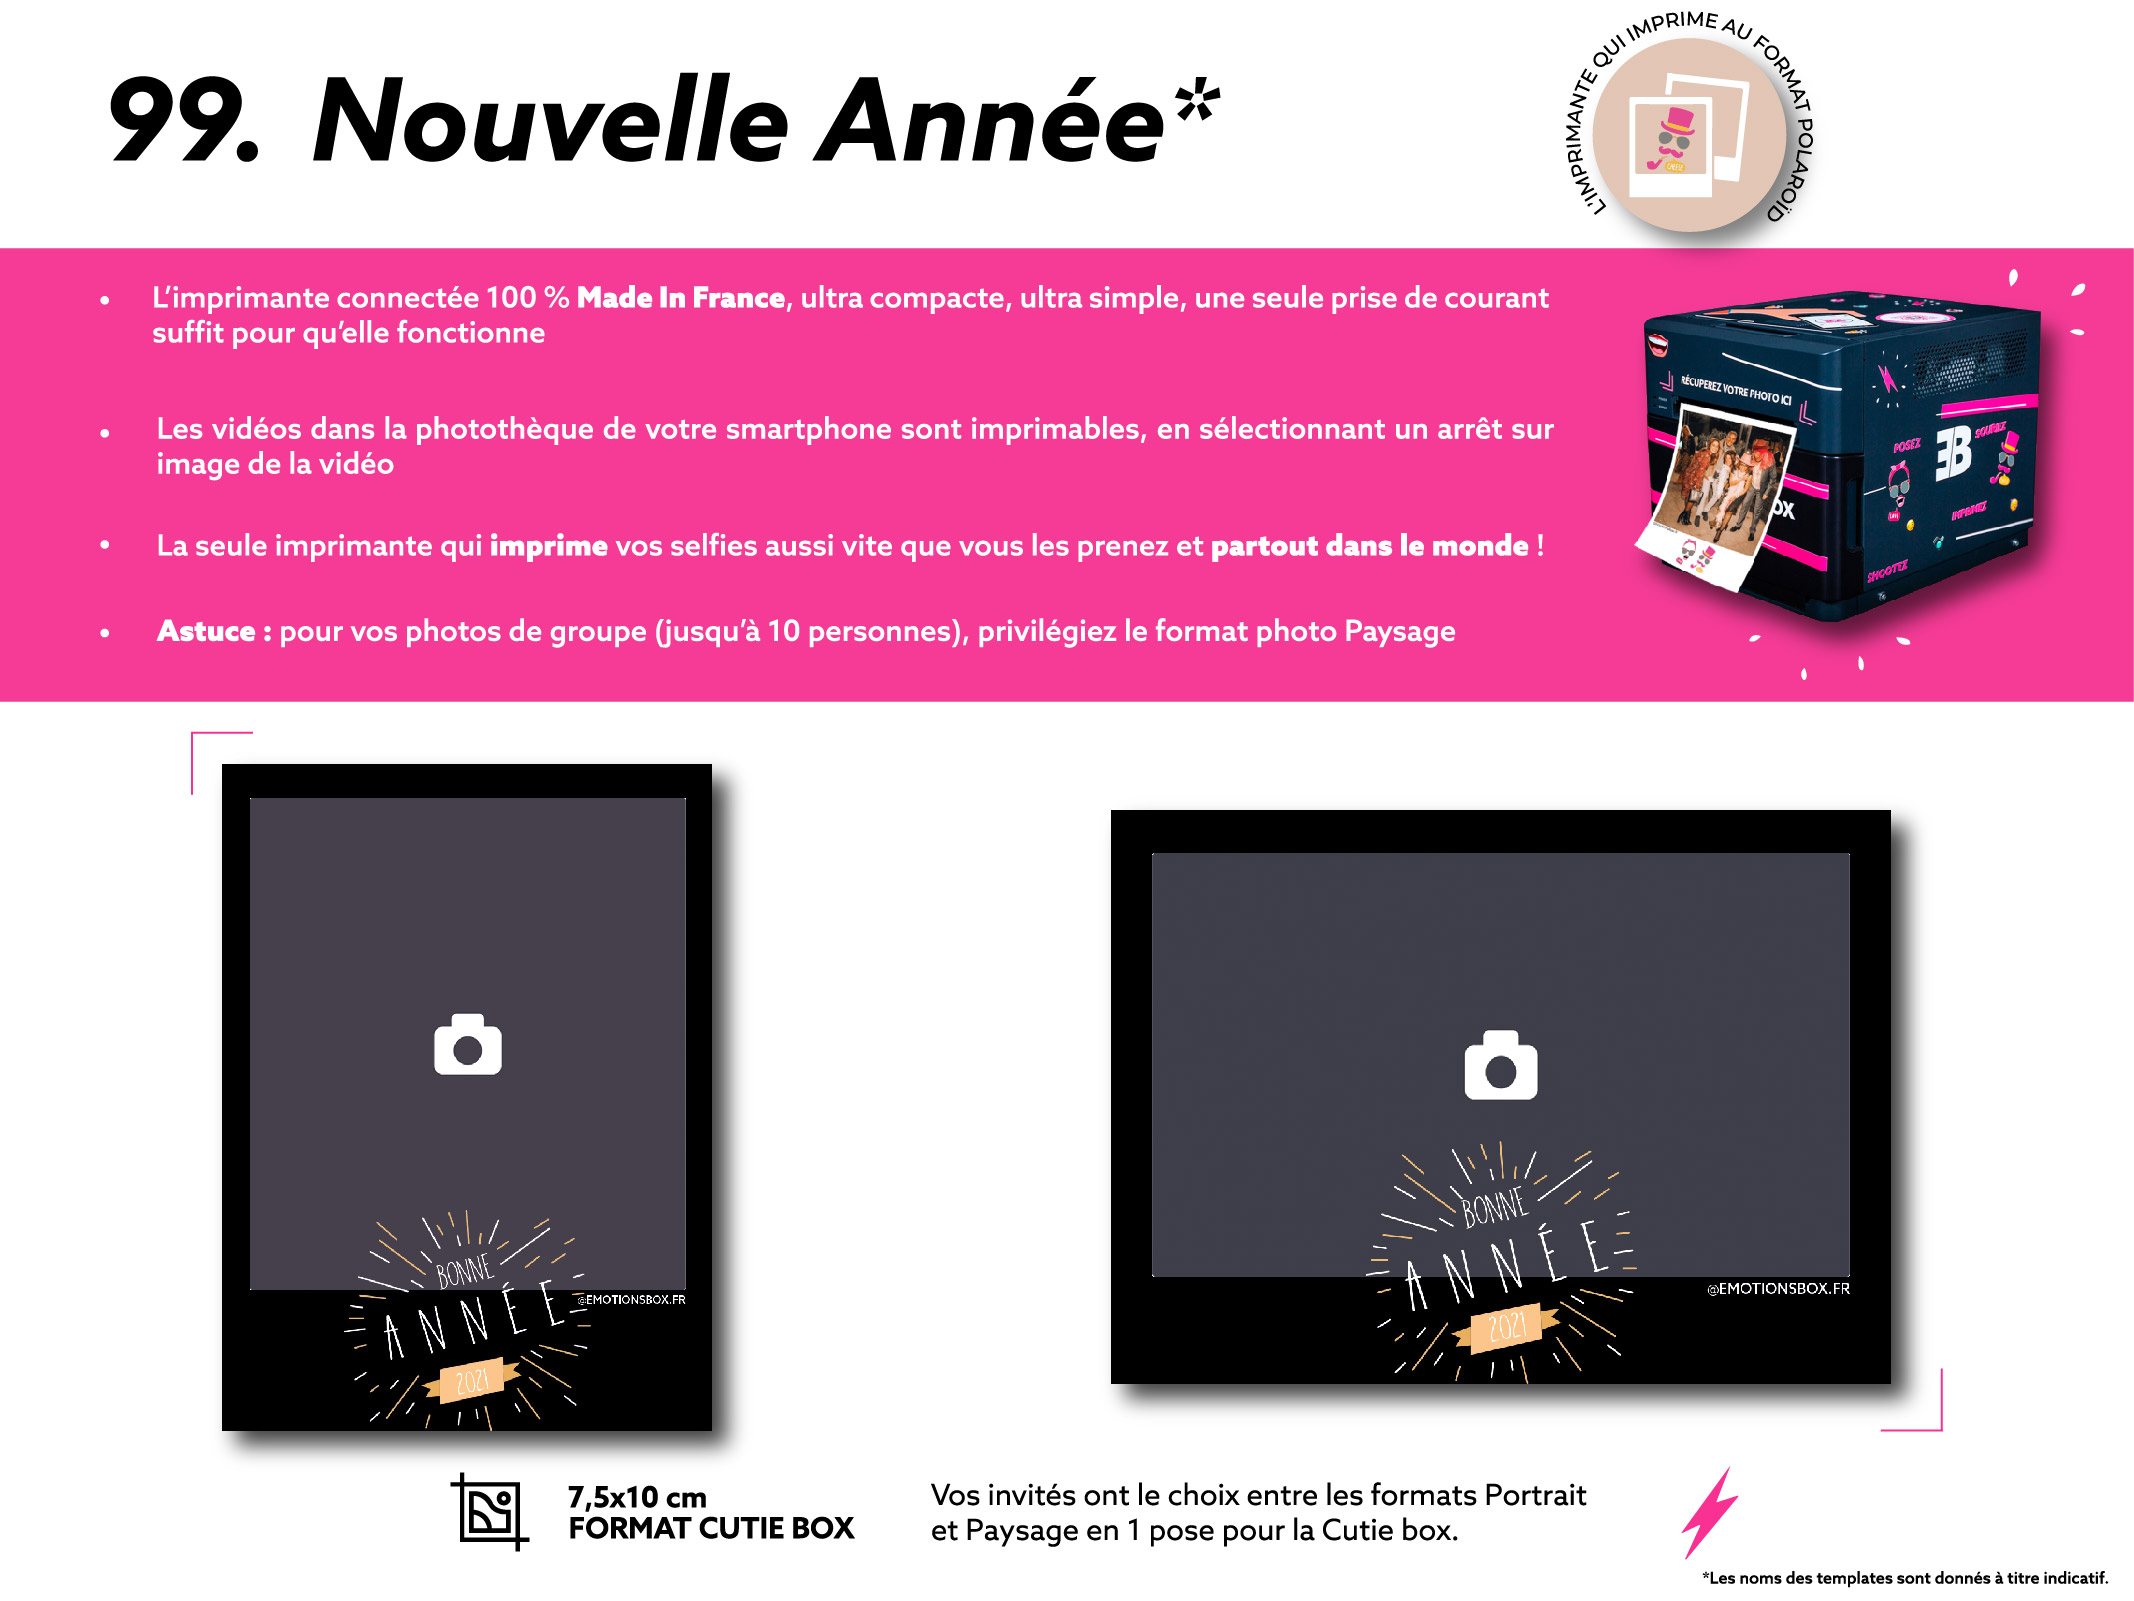 99. Nouvelle Année*
L'IMPRIMANTE QUI IMPRIME AU FORMAT POLAROÏD
• L'imprimante connectée 100 % Made In France, ultra compacte, ultra simple, une seule prise de courant
suffit pour qu'elle fonctionne
• Les vidéos dans la photothèque de votre smartphone sont imprimables, en sélectionnant un arrêt sur
image de la vidéo
• La seule imprimante qui imprime vos selfies aussi vite que vous les prenez et partout dans le monde !
• Astuce : pour vos photos de groupe (jusqu'à 10 personnes), privilégiez le format photo Paysage
RÉCUPEREZ VOTRE PHOTO ICI
POSEZ
SOURIEZ
EB
OX
IMPRIMEZ
SHOOTEZ
BONNE
ANNÉE
@EMOTIONSBOX.FR
2021
BONNE
ANNÉE
@EMOTIONSBOX.FR
2021
7,5x10 cm
FORMAT CUTIE BOX
Vos invités ont le choix entre les formats Portrait
et Paysage en 1 pose pour la Cutie box.
*Les noms des templates sont donnés à titre indicatif.